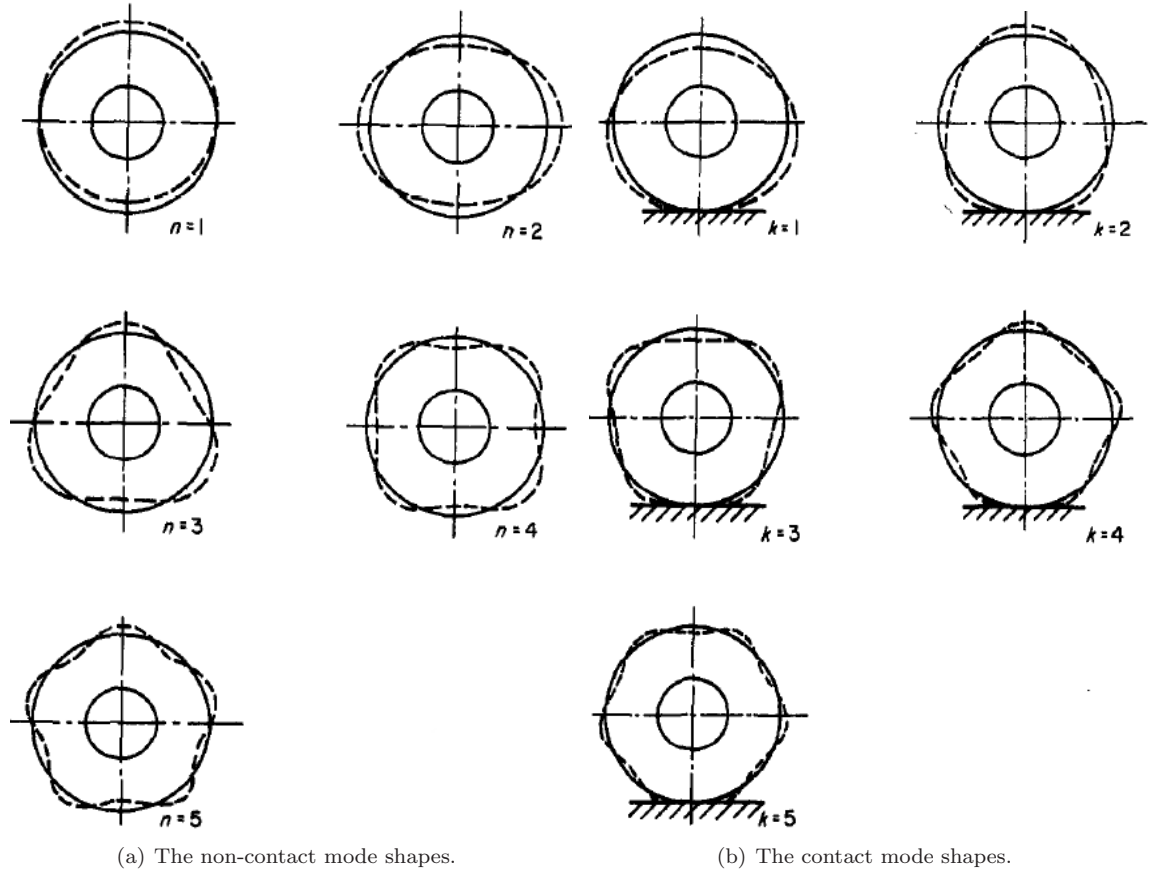 n=1
n=2
k=1
k=2
n=3
n=4
k=3
k=4
n=5
k=5
(a) The non-contact mode shapes.
(b) The contact mode shapes.